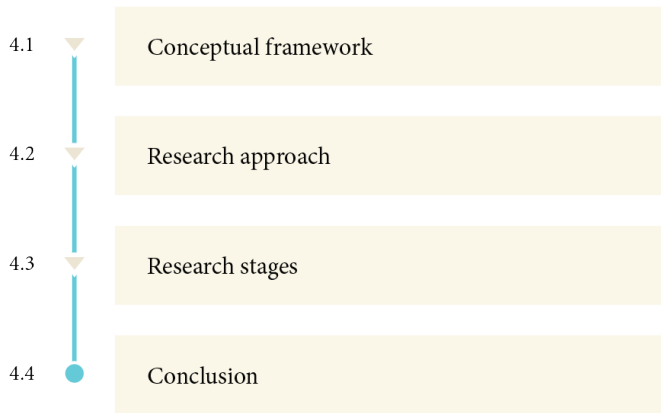 4.1 Conceptual framework
4.2 Research approach
4.3 Research stages
4.4 Conclusion